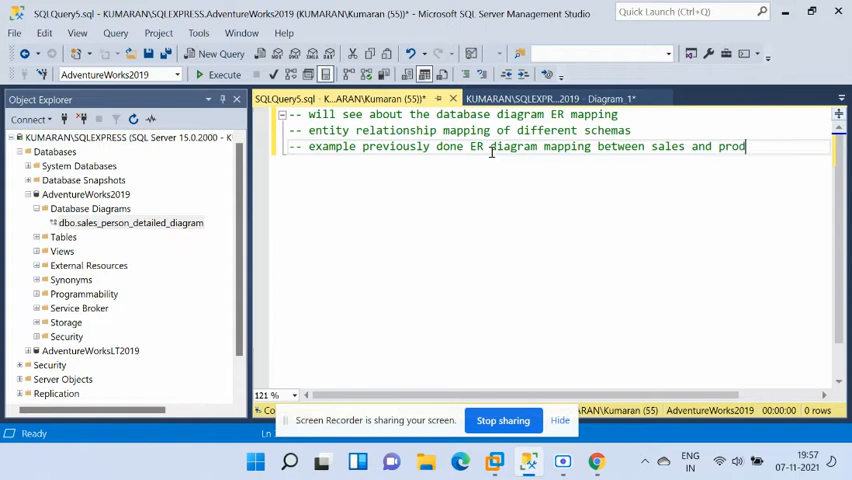 SQLQuery5.sql - KUMARAN\SQLEXPRESS.AdventureWorks2019 (KUMARAN\Kumaran (55))* - Microsoft SQL Server Management Studio
Quick Launch (Ctrl+Q)
File Edit View Query Project Tools Window Help
New Query
AdventureWorks2019 Execute
Object Explorer
SQLQuery5.sql - K...ARAN\Kumaran (55))* KUMARAN\SQLEXPR...2019 - Diagram_1*
Connect
KUMARAN\SQLEXPRESS (SQL Server 15.0.2000 -
Databases
System Databases
Database Snapshots
AdventureWorks2019
Database Diagrams
dbo.sales_person_detailed_diagram
Tables
Views
External Resources
Synonyms
Programmability
Service Broker
Storage
Security
AdventureWorksLT2019
Security
Server Objects
Replication
-- will see about the database diagram ER mapping
-- entity relationship mapping of different schemas
-- example previously done ER diagram mapping between sales and prod
121 %
ARAN\Kumaran (55) AdventureWorks2019 00:00:00 0 rows
Screen Recorder is sharing your screen. Stop sharing Hide
Ready Ln
ENG
IN
19:57
07-11-2021